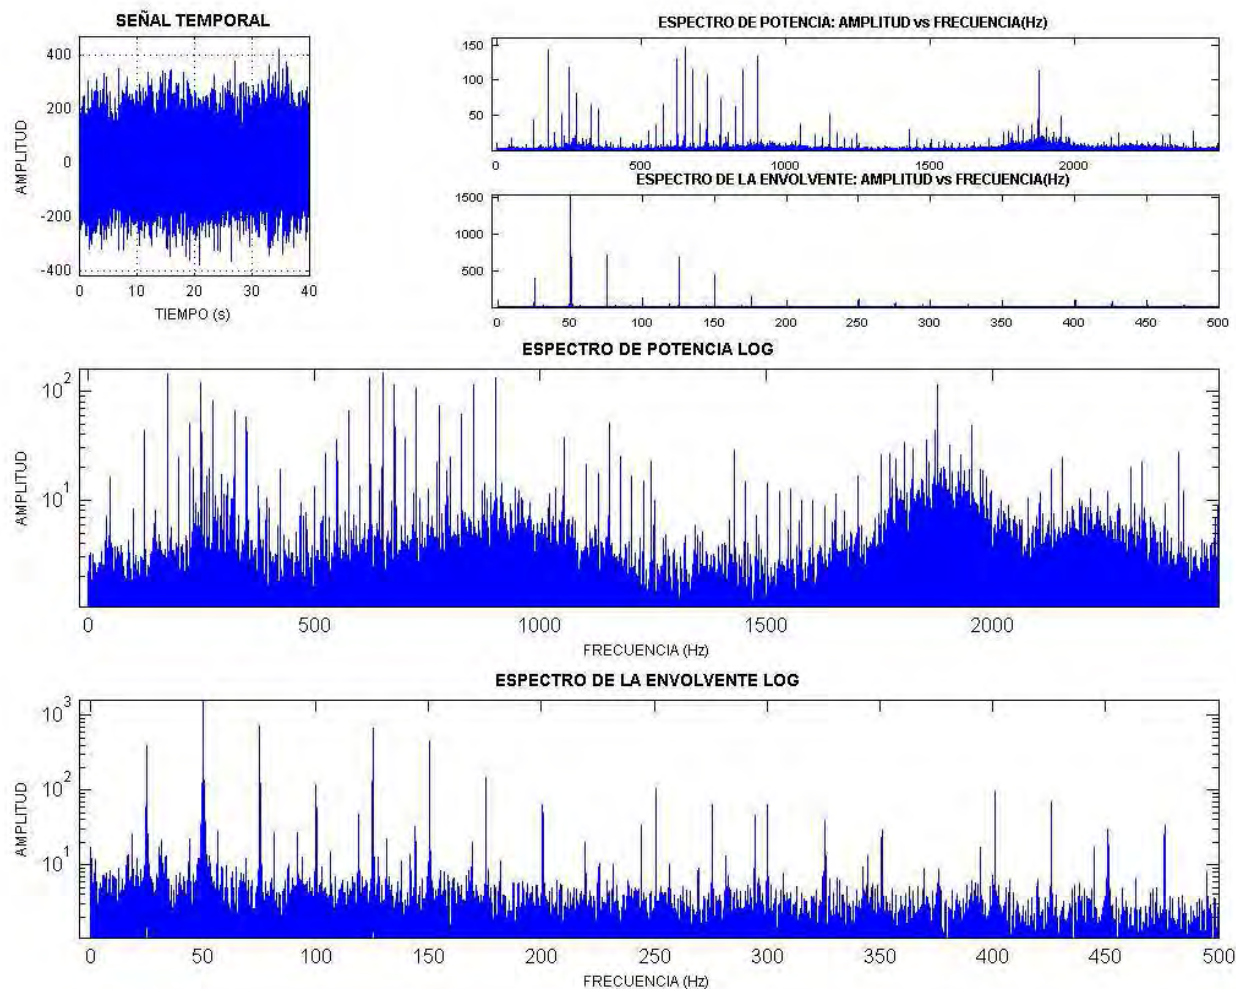 SEÑAL TEMPORAL
400
200
0
-200
-400
AMPLITUD
0 10 20 30 40
TIEMPO (s)
ESPECTRO DE POTENCIA: AMPLITUD vs FRECUENCIA(Hz)
150
100
50
0 500 1000 1500 2000
ESPECTRO DE LA ENVOLVENTE: AMPLITUD vs FRECUENCIA(Hz)
1500
1000
500
0 50 100 150 200 250 300 350 400 450 500
ESPECTRO DE POTENCIA LOG
10²
10¹
AMPLITUD
0 500 1000 1500 2000
FRECUENCIA (Hz)
ESPECTRO DE LA ENVOLVENTE LOG
10³
10²
10¹
AMPLITUD
0 50 100 150 200 250 300 350 400 450 500
FRECUENCIA (Hz)